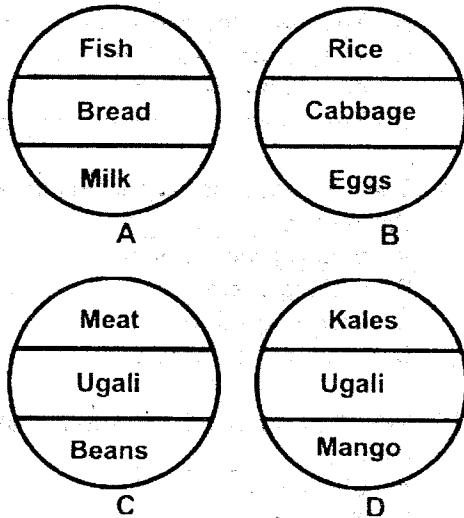 Fish
Bread
Milk
A
Rice
Cabbage
Eggs
B
Meat
Ugali
Beans
C
Kales
Ugali
Mango
D